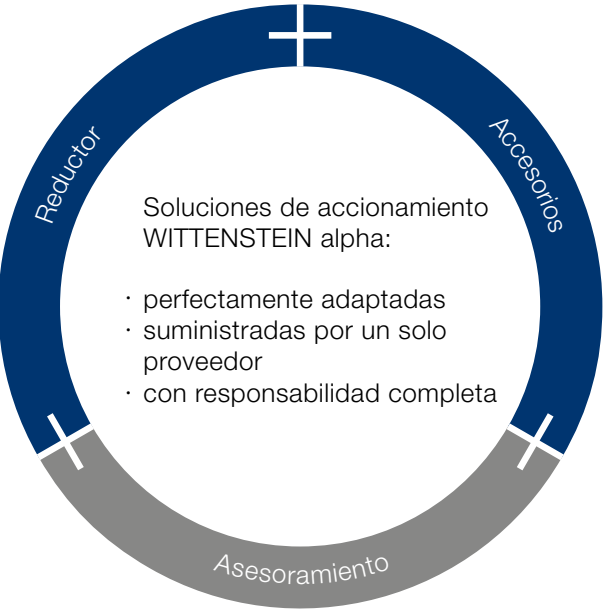 Reductor
Accesorios
Soluciones de accionamiento
WITTENSTEIN alpha:
· perfectamente adaptadas
· suministradas por un solo
proveedor
· con responsabilidad completa
Asesoramiento